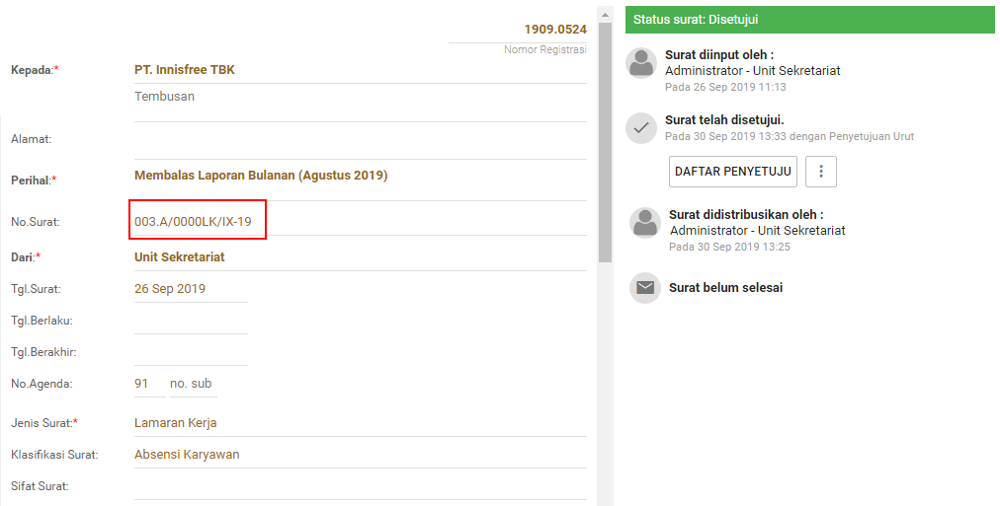 1909.0524
Nomor Registrasi
Kepada:* PT. Innisfree TBK
Tembusan
Alamat:
Perihal:* Membalas Laporan Bulanan (Agustus 2019)
No.Surat: 003.A/0000LK/IX-19
Dari:* Unit Sekretariat
Tgl.Surat: 26 Sep 2019
Tgl.Berlaku:
Tgl.Berakhir:
No.Agenda: 91 no. sub
Jenis Surat:* Lamaran Kerja
Klasifikasi Surat: Absensi Karyawan
Sifat Surat:
Status surat: Disetujui
Surat diinput oleh :
Administrator - Unit Sekretariat
Pada 26 Sep 2019 11:13
Surat telah disetujui.
Pada 30 Sep 2019 13:33 dengan Penyetujuan Urut
DAFTAR PENYETUJU
Surat didistribusikan oleh :
Administrator - Unit Sekretariat
Pada 30 Sep 2019 13:25
Surat belum selesai